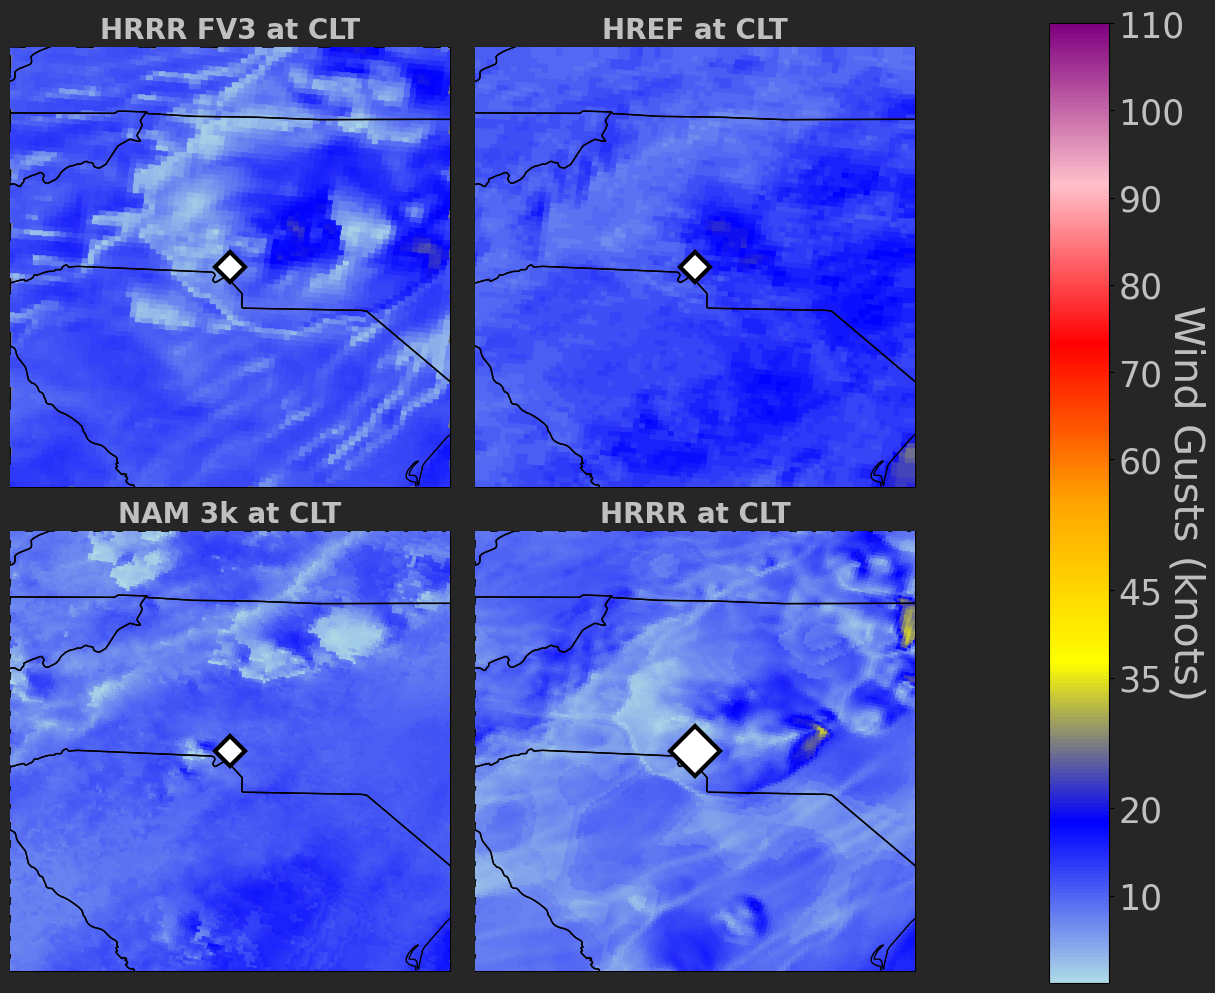 HRRR FV3 at CLT
HREF at CLT
NAM 3k at CLT
HRRR at CLT
110
100
90
80
70
60
45
35
20
10
Wind Gusts (knots)